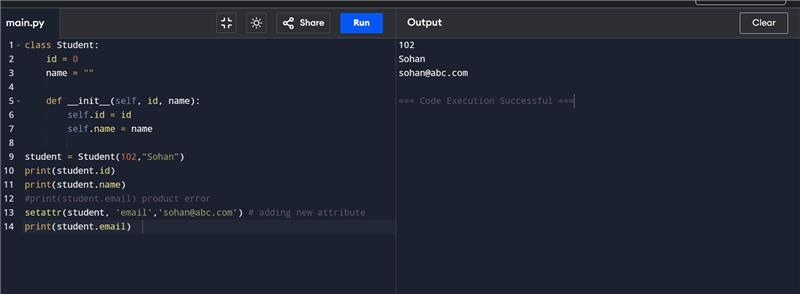 main.py
Share
Run
Output
Clear
1 class Student:
2     id = 0
3     name = ""
4
5     def __init__(self, id, name):
6         self.id = id
7         self.name = name
8
9 student = Student(102,"Sohan")
10 print(student.id)
11 print(student.name)
12 #print(student.email) product error
13 setattr(student, 'email','sohan@abc.com') # adding new attribute
14 print(student.email)
102
Sohan
sohan@abc.com
=== Code Execution Successful ===